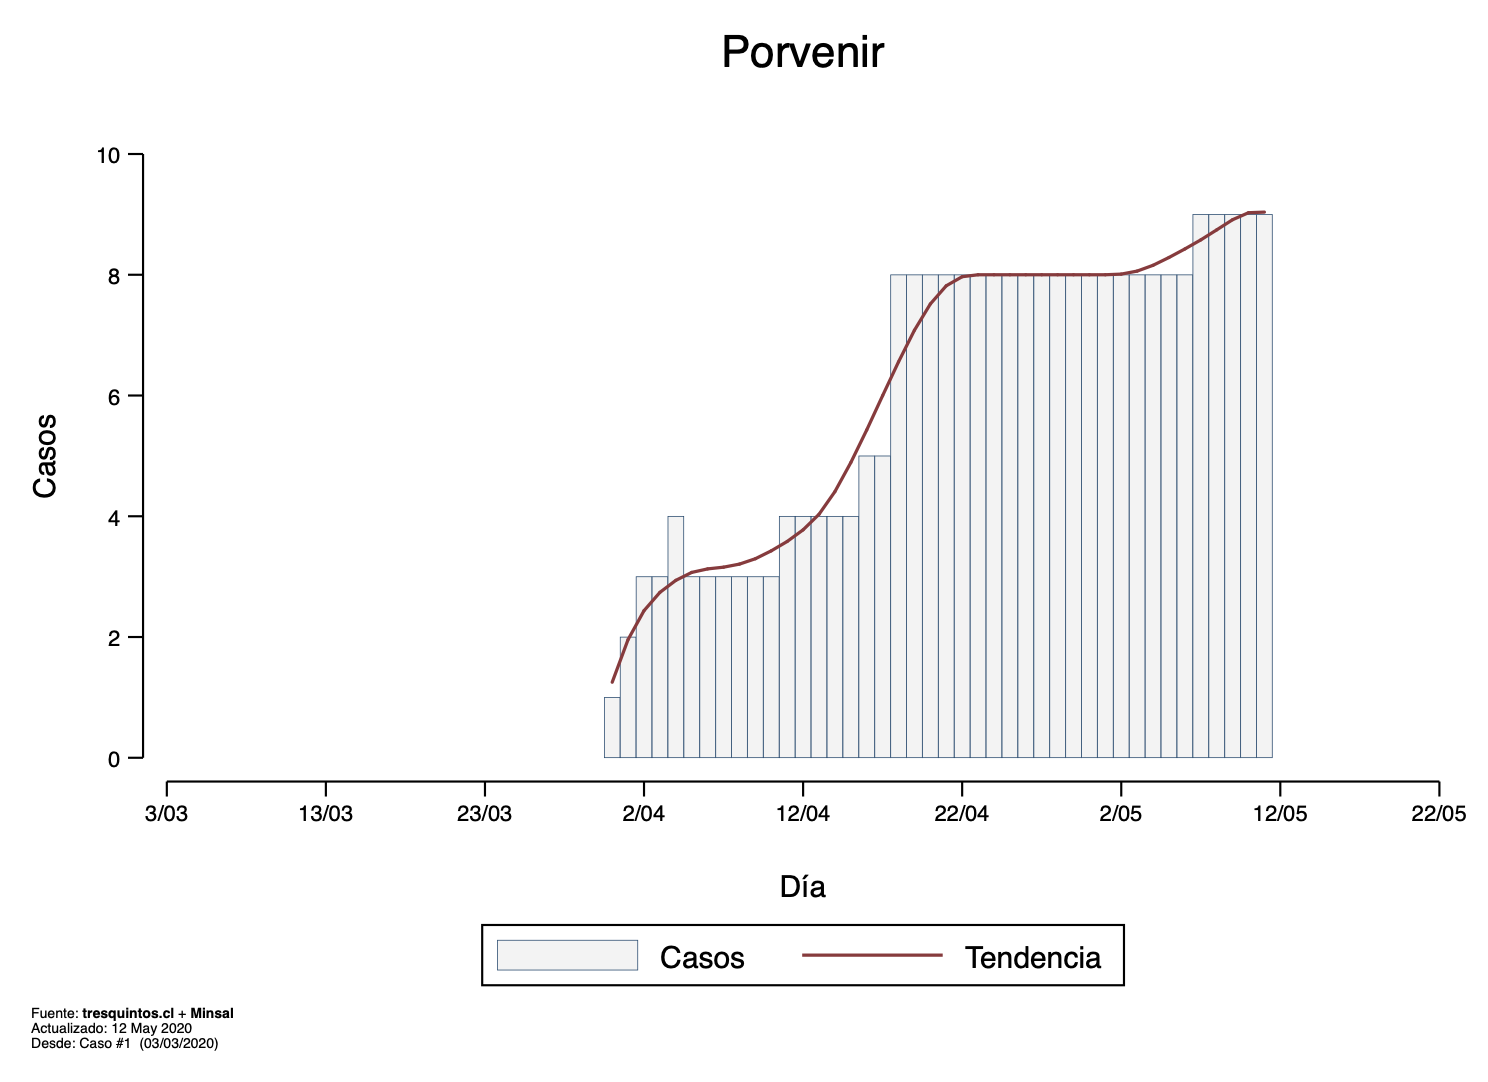 Porvenir
10
8
6
4
2
0
Casos
3/03 13/03 23/03 2/04 12/04 22/04 2/05 12/05 22/05
Día
Casos Tendencia
Fuente: tresquintos.cl + Minsal
Actualizado: 12 May 2020
Desde: Caso #1 (03/03/2020)